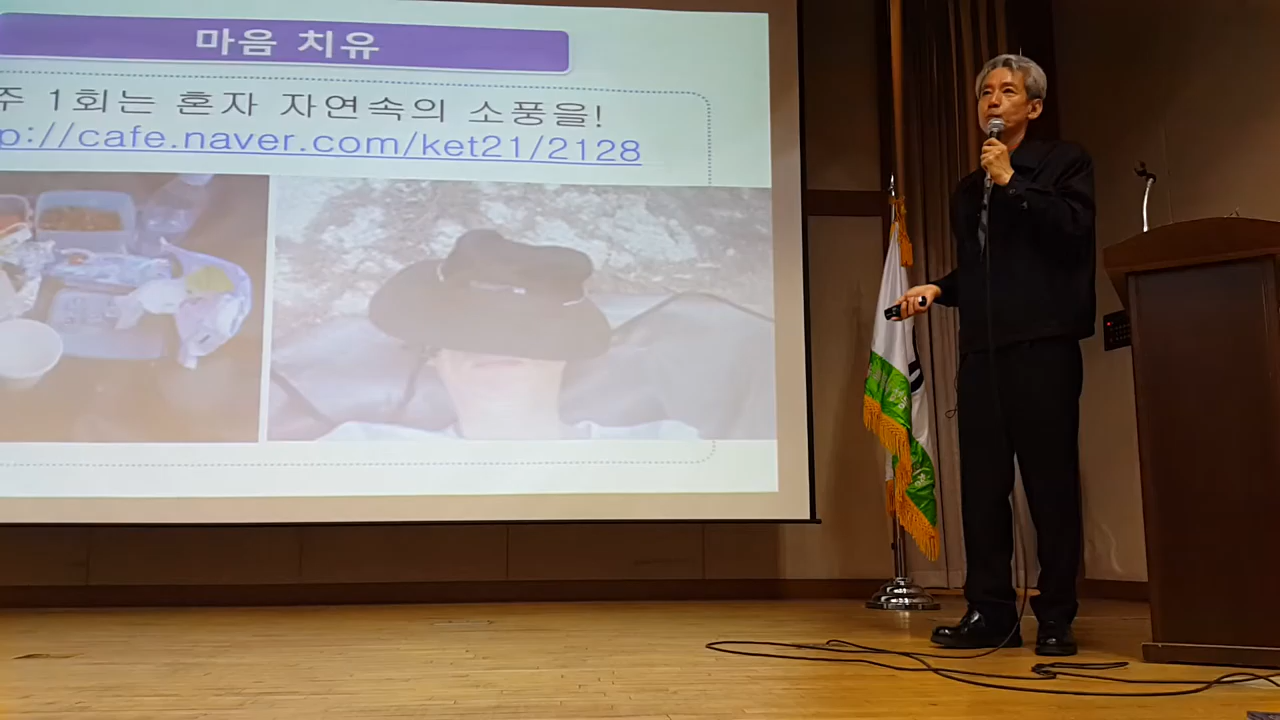 마음 치유
주 1회는 혼자 자연속의 소풍을!
p://cafe.naver.com/ket21/2128